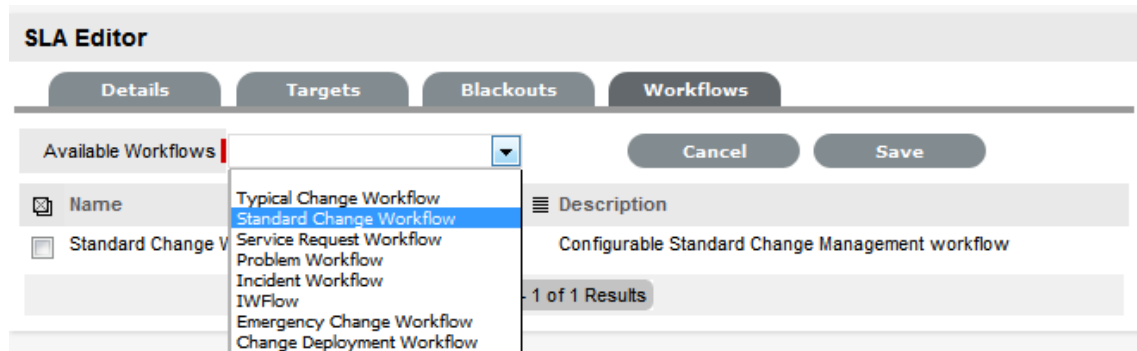 SLA Editor
Details Targets Blackouts Workflows
Available Workflows Cancel Save
Name Description
Standard Change Configurable Standard Change Management workflow
1 of 1 Results
Typical Change Workflow
Standard Change Workflow
Service Request Workflow
Problem Workflow
Incident Workflow
IWFlow
Emergency Change Workflow
Change Deployment Workflow